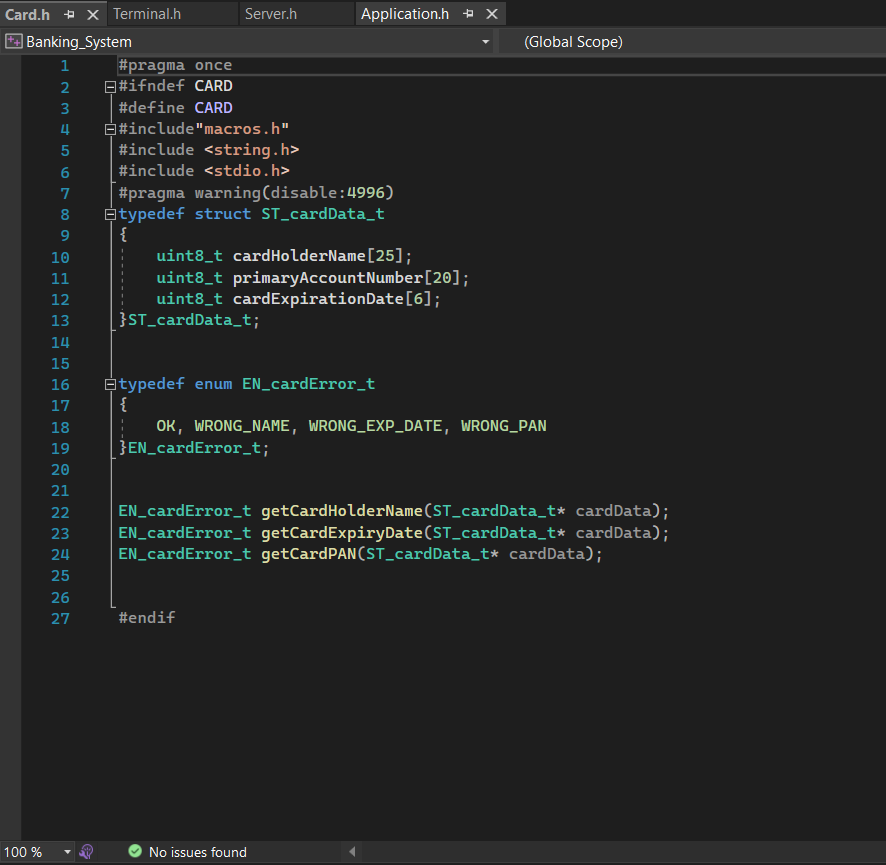 Card.h Terminal.h Server.h Application.h
Banking_System (Global Scope)
1 #pragma once
2 #ifndef CARD
3 #define CARD
4 #include"macros.h"
5 #include <string.h>
6 #include <stdio.h>
7 #pragma warning(disable:4996)
8 typedef struct ST_cardData_t
9 {
10 uint8_t cardHolderName[25];
11 uint8_t primaryAccountNumber[20];
12 uint8_t cardExpirationDate[6];
13 }ST_cardData_t;
14
15
16 typedef enum EN_cardError_t
17 {
18 OK, WRONG_NAME, WRONG_EXP_DATE, WRONG_PAN
19 }EN_cardError_t;
20
21
22 EN_cardError_t getCardHolderName(ST_cardData_t* cardData);
23 EN_cardError_t getCardExpiryDate(ST_cardData_t* cardData);
24 EN_cardError_t getCardPAN(ST_cardData_t* cardData);
25
26
27 #endif
100 % No issues found